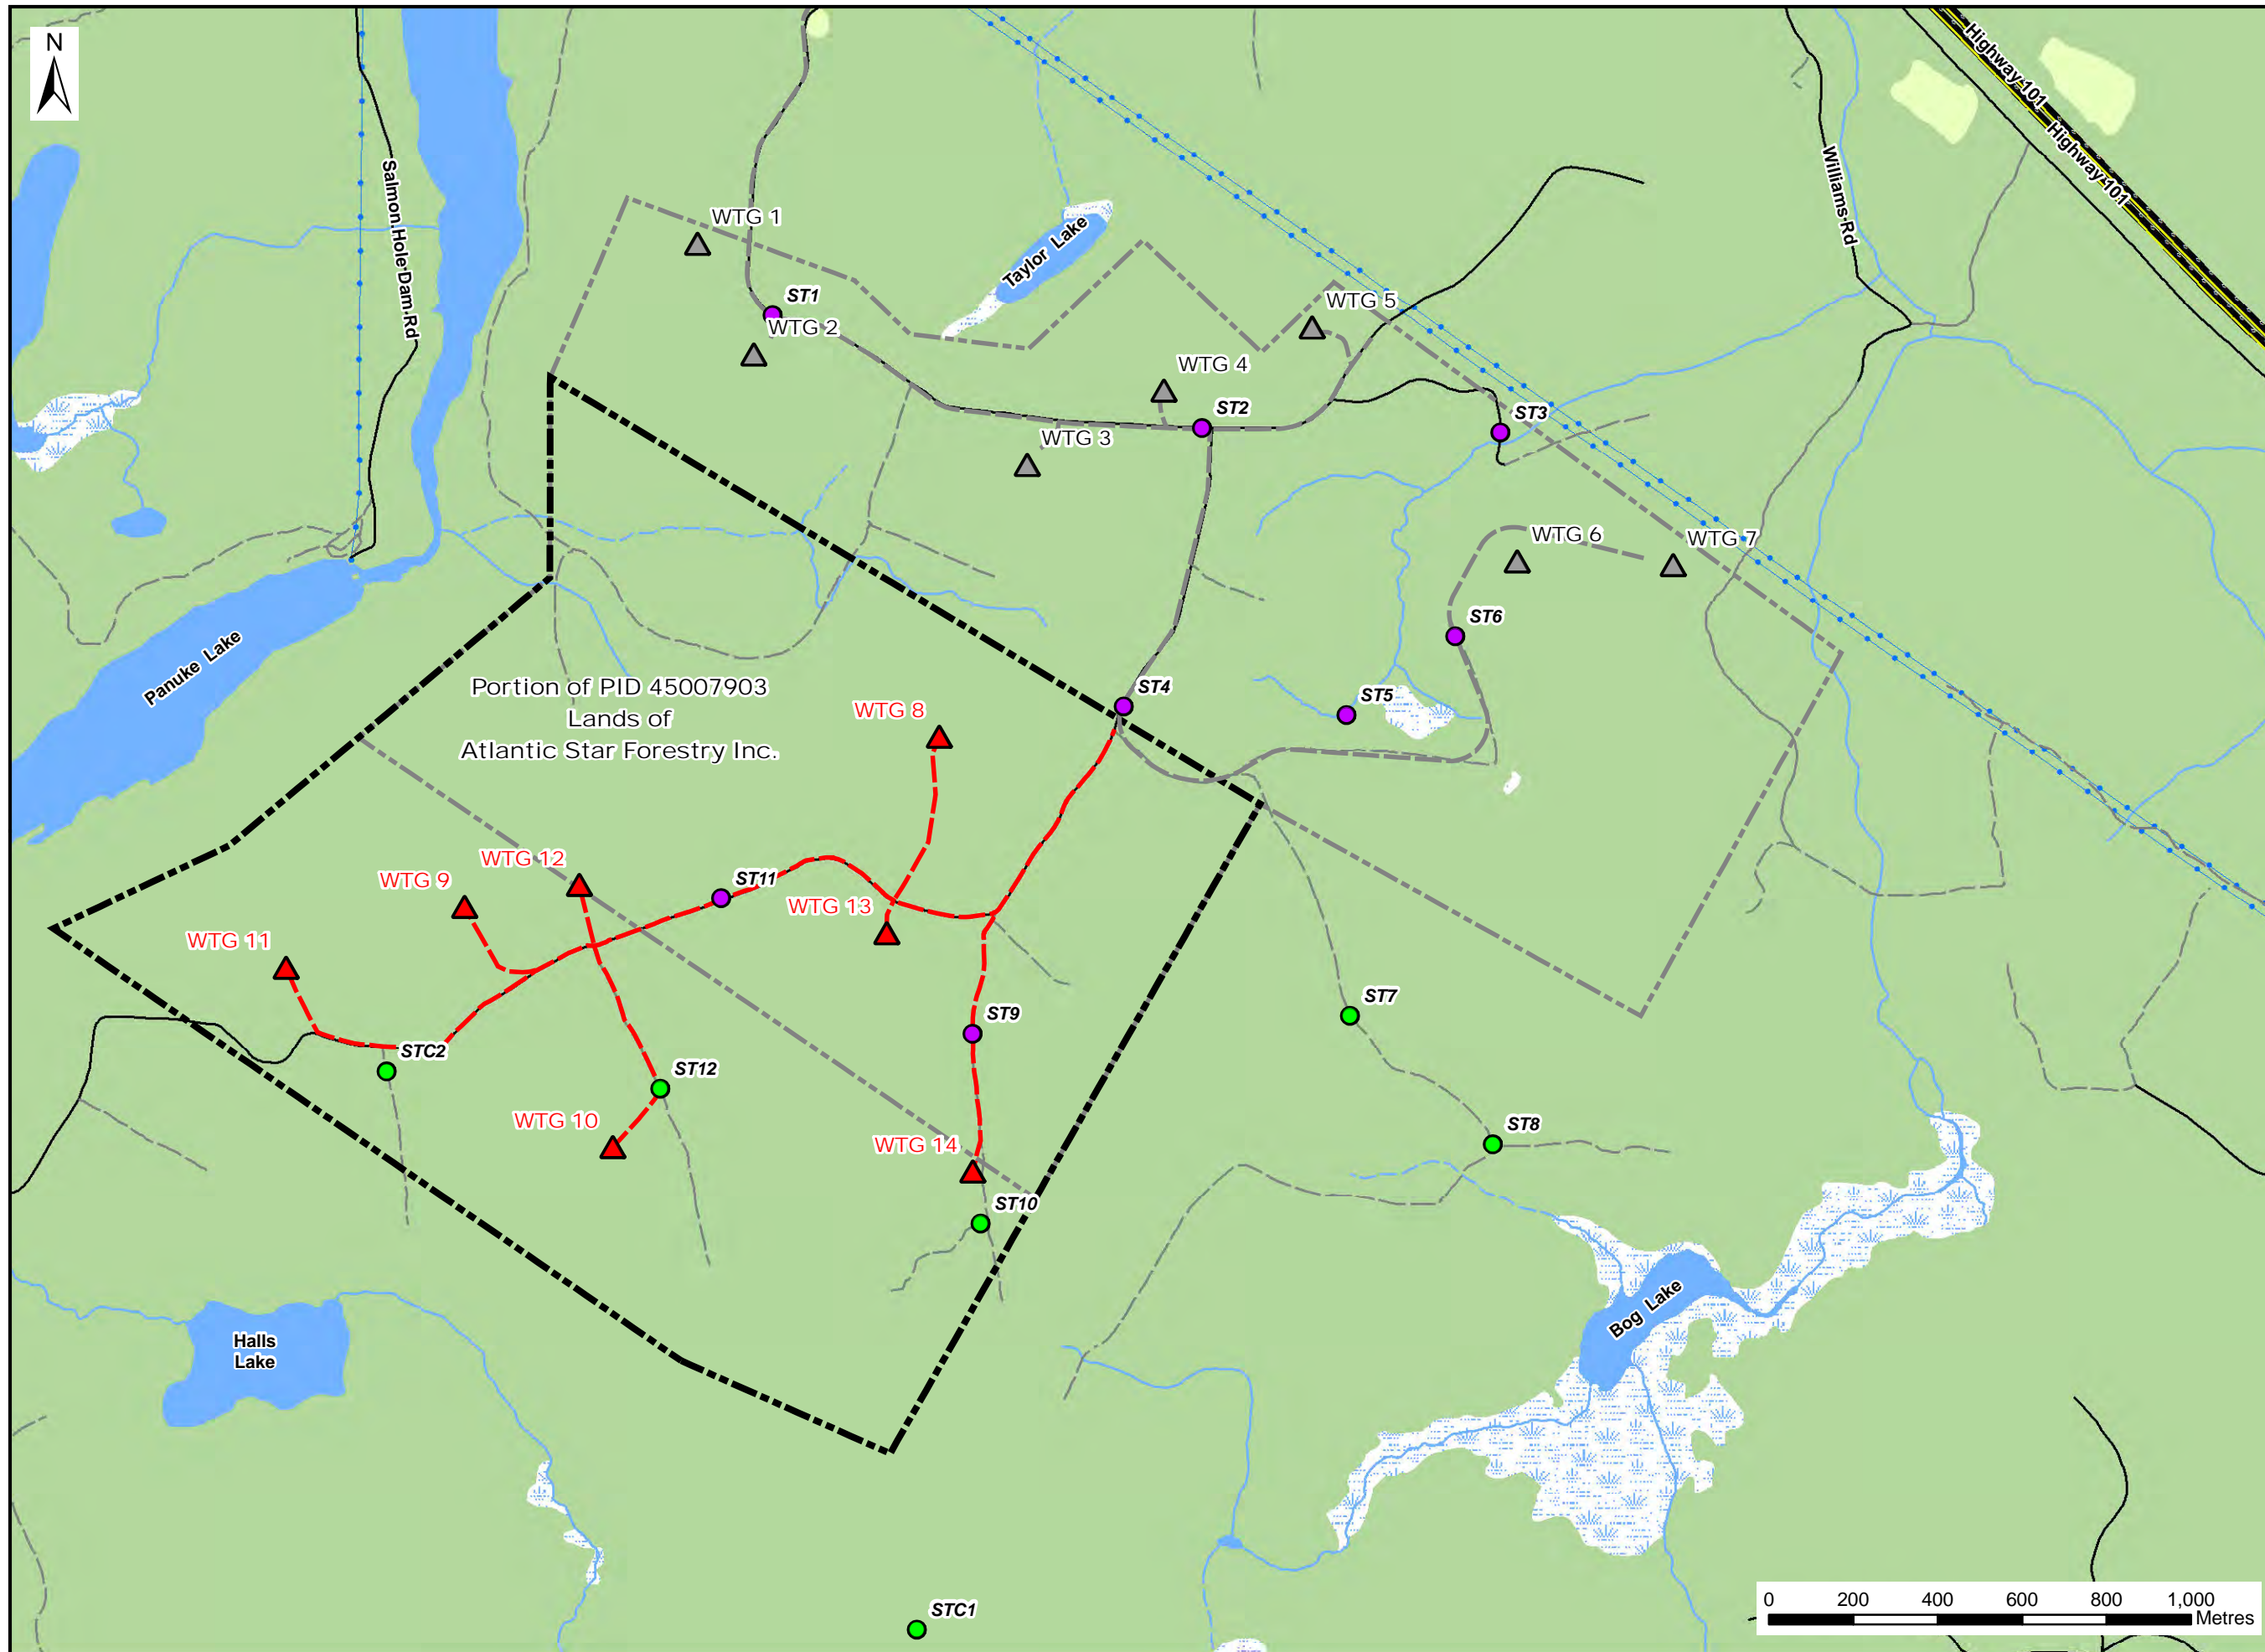 N
Highway 101
Highway 101
Salmon Hole Dam Rd
Williams Rd
WTG 1
Taylor Lake
ST1
WTG 2
WTG 5
WTG 4
ST2
ST3
WTG 3
WTG 6
WTG 7
ST6
Panuke Lake
Portion of PID 45007903
Lands of
Atlantic Star Forestry Inc.
ST4
ST5
WTG 8
WTG 12
WTG 9
ST11
WTG 13
WTG 11
ST7
ST9
STC2
ST12
WTG 10
WTG 14
ST8
ST10
Bog Lake
Halls
Lake
STC1
0 200 400 600 800 1,000
Metres